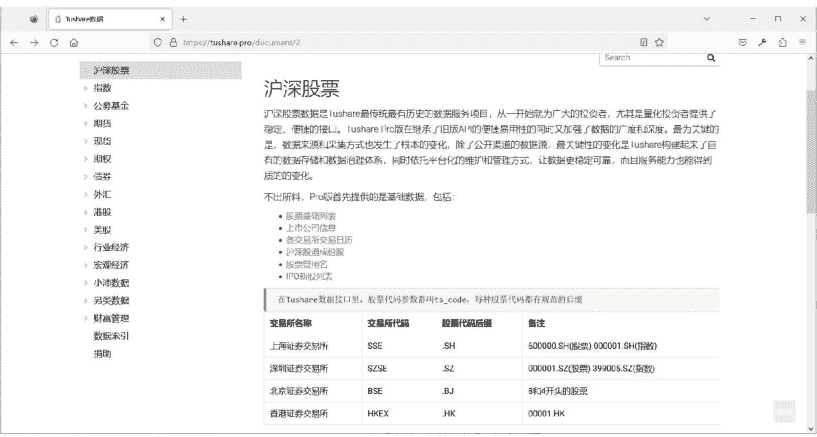 Tushare数据
https://tushare.pro/document/2
Search
沪深股票
指数
公募基金
期货
现货
期权
债券
外汇
港股
美股
行业经济
宏观经济
小沛数据
另类数据
财富管理
数据索引
捐助
沪深股票
沪深股票数据是Tushare最传统最有历史的数据服务项目，从一开始就为广大的投资者，尤其是量化投资者提供了
稳定、便捷的接口。Tushare Pro版在继承了旧版API的便捷易用性的同时又加强了数据的广度和深度。最为关键的
是，数据来源和采集方式也发生了根本的变化，除了公开渠道的数据源，最关键性的变化是Tushare构建起来了自
有的数据存储和数据治理体系，同时依托平台化的维护和管理方式，让数据更稳定可靠，而且服务能力也能得到
质的的变化。
不出所料，Pro版首先提供的是基础数据，包括：
股票基础列表
上市公司信息
各交易所交易日历
沪深股通成份股
股票曾用名
IPO新股列表
在Tushare数据接口里，股票代码参数都叫ts_code，每种股票代码都有规范的后缀
交易所名称 交易所代码 股票代码后缀 备注
上海证券交易所 SSE .SH 600000.SH(股票) 000001.SH(指数)
深圳证券交易所 SZSE .SZ 000001.SZ(股票) 399005.SZ(指数)
北京证券交易所 BSE .BJ 8和4开头的股票
香港证券交易所 HKEX .HK 00001.HK